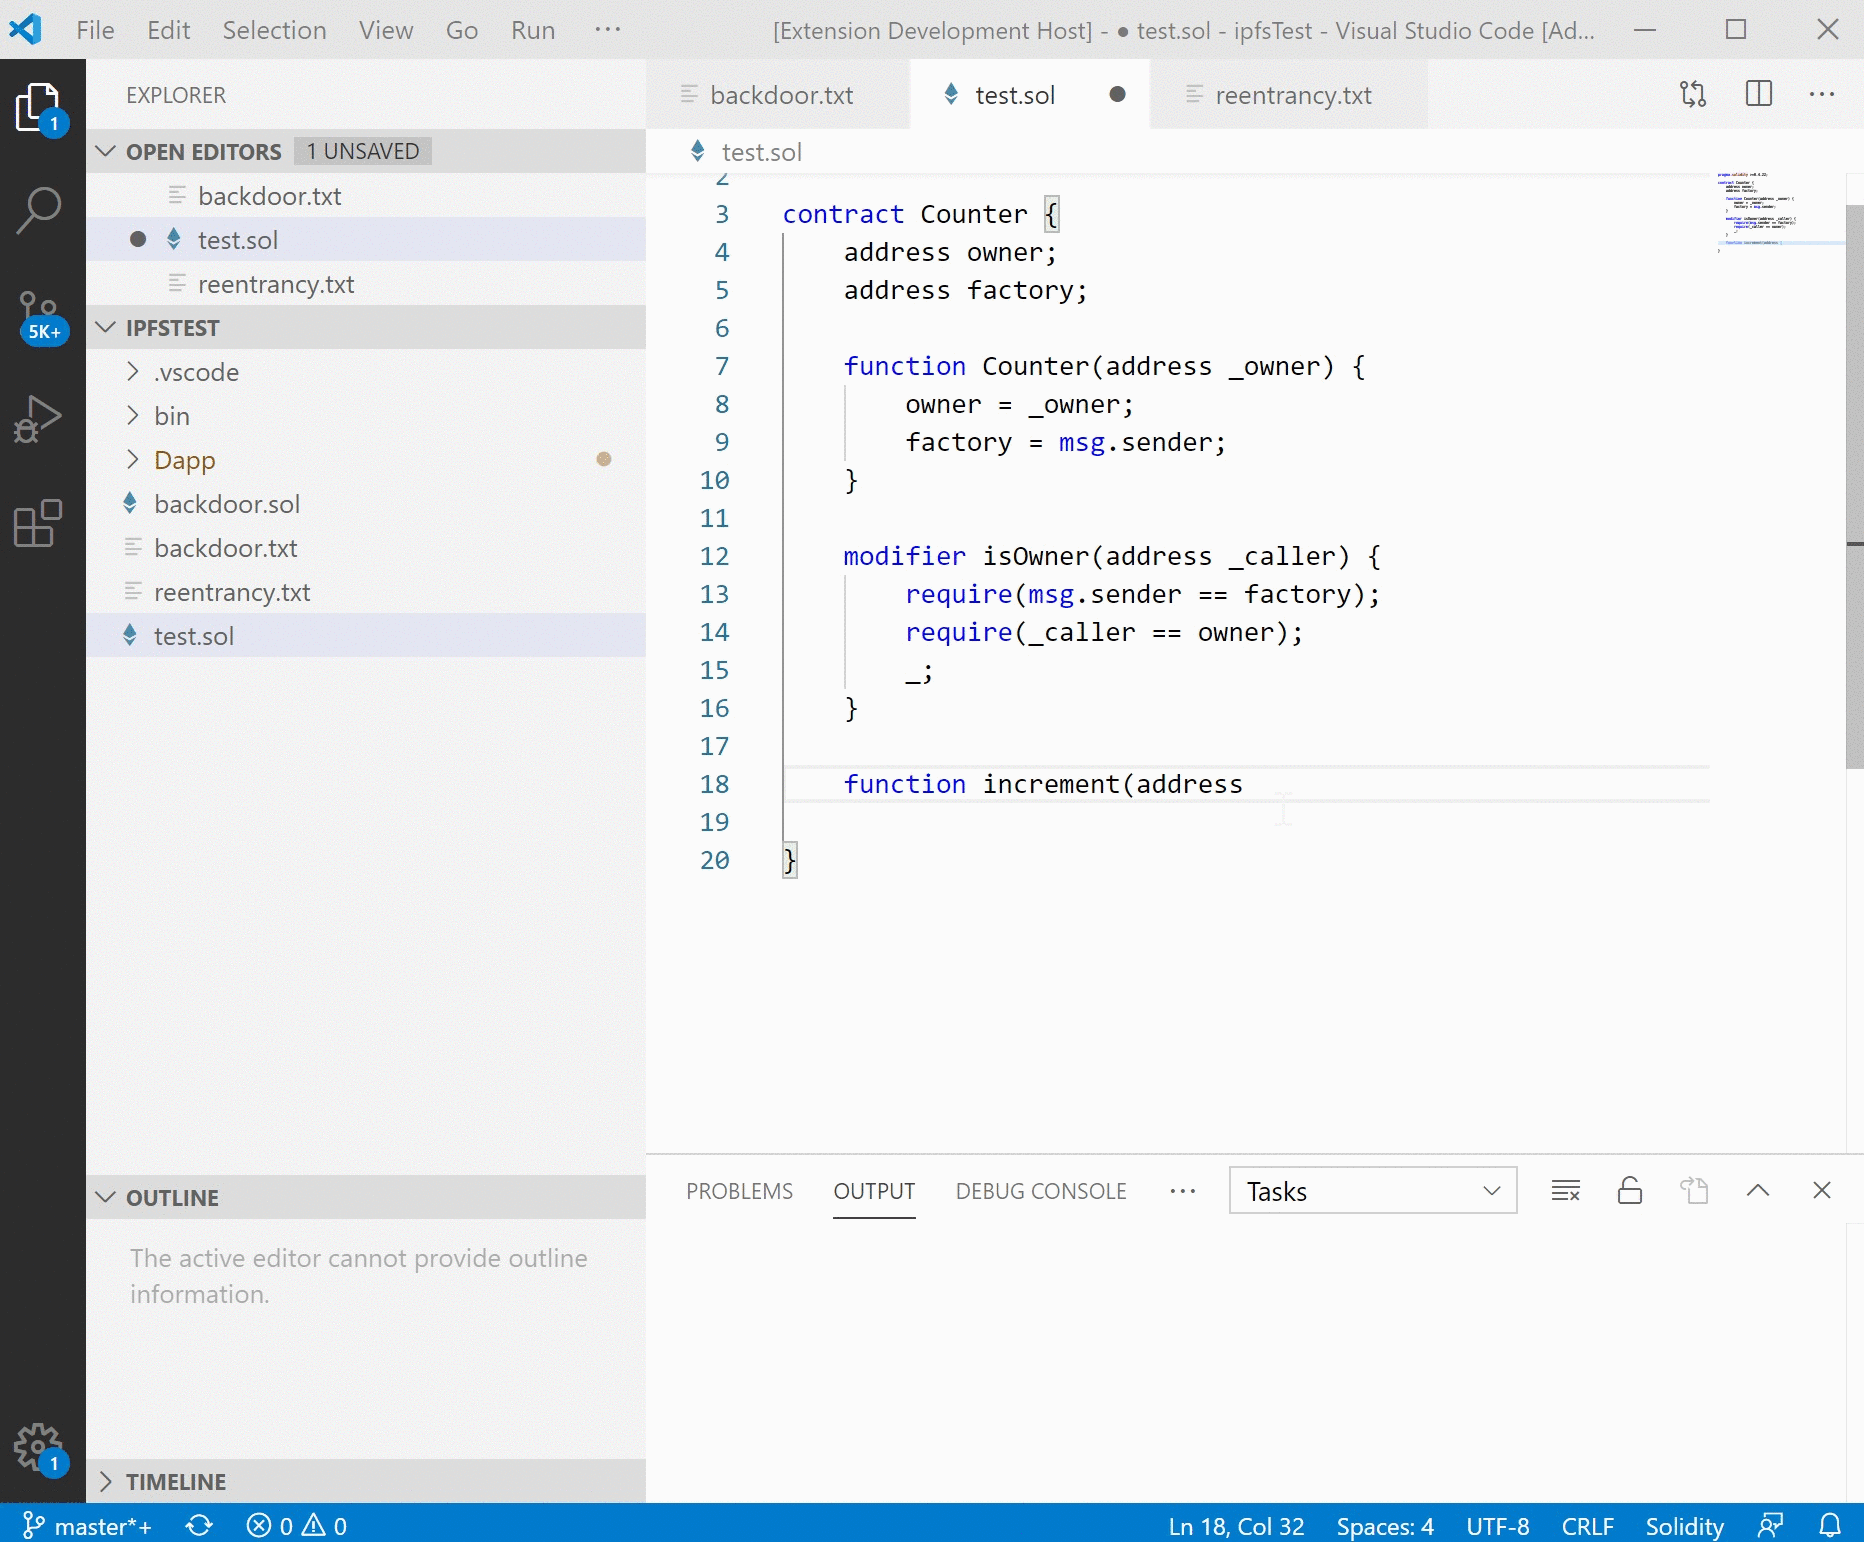 File Edit Selection View Go Run ··· [Extension Development Host] - ● test.sol - ipfsTest - Visual Studio Code [Ad...
EXPLORER
backdoor.txt test.sol ● reentrancy.txt
OPEN EDITORS 1 UNSAVED
backdoor.txt
test.sol
reentrancy.txt
IPFSTEST
.vscode
bin
Dapp
backdoor.sol
backdoor.txt
reentrancy.txt
test.sol
1
5K+
test.sol
2
3 contract Counter {
4 address owner;
5 address factory;
6
7 function Counter(address _owner) {
8 owner = _owner;
9 factory = msg.sender;
10 }
11
12 modifier isOwner(address _caller) {
13 require(msg.sender == factory);
14 require(_caller == owner);
15 _;
16 }
17
18 function increment(address
19
20 }
OUTLINE
The active editor cannot provide outline
information.
1
TIMELINE
PROBLEMS OUTPUT DEBUG CONSOLE ··· Tasks
master*+ 0 0 Ln 18, Col 32 Spaces: 4 UTF-8 CRLF Solidity